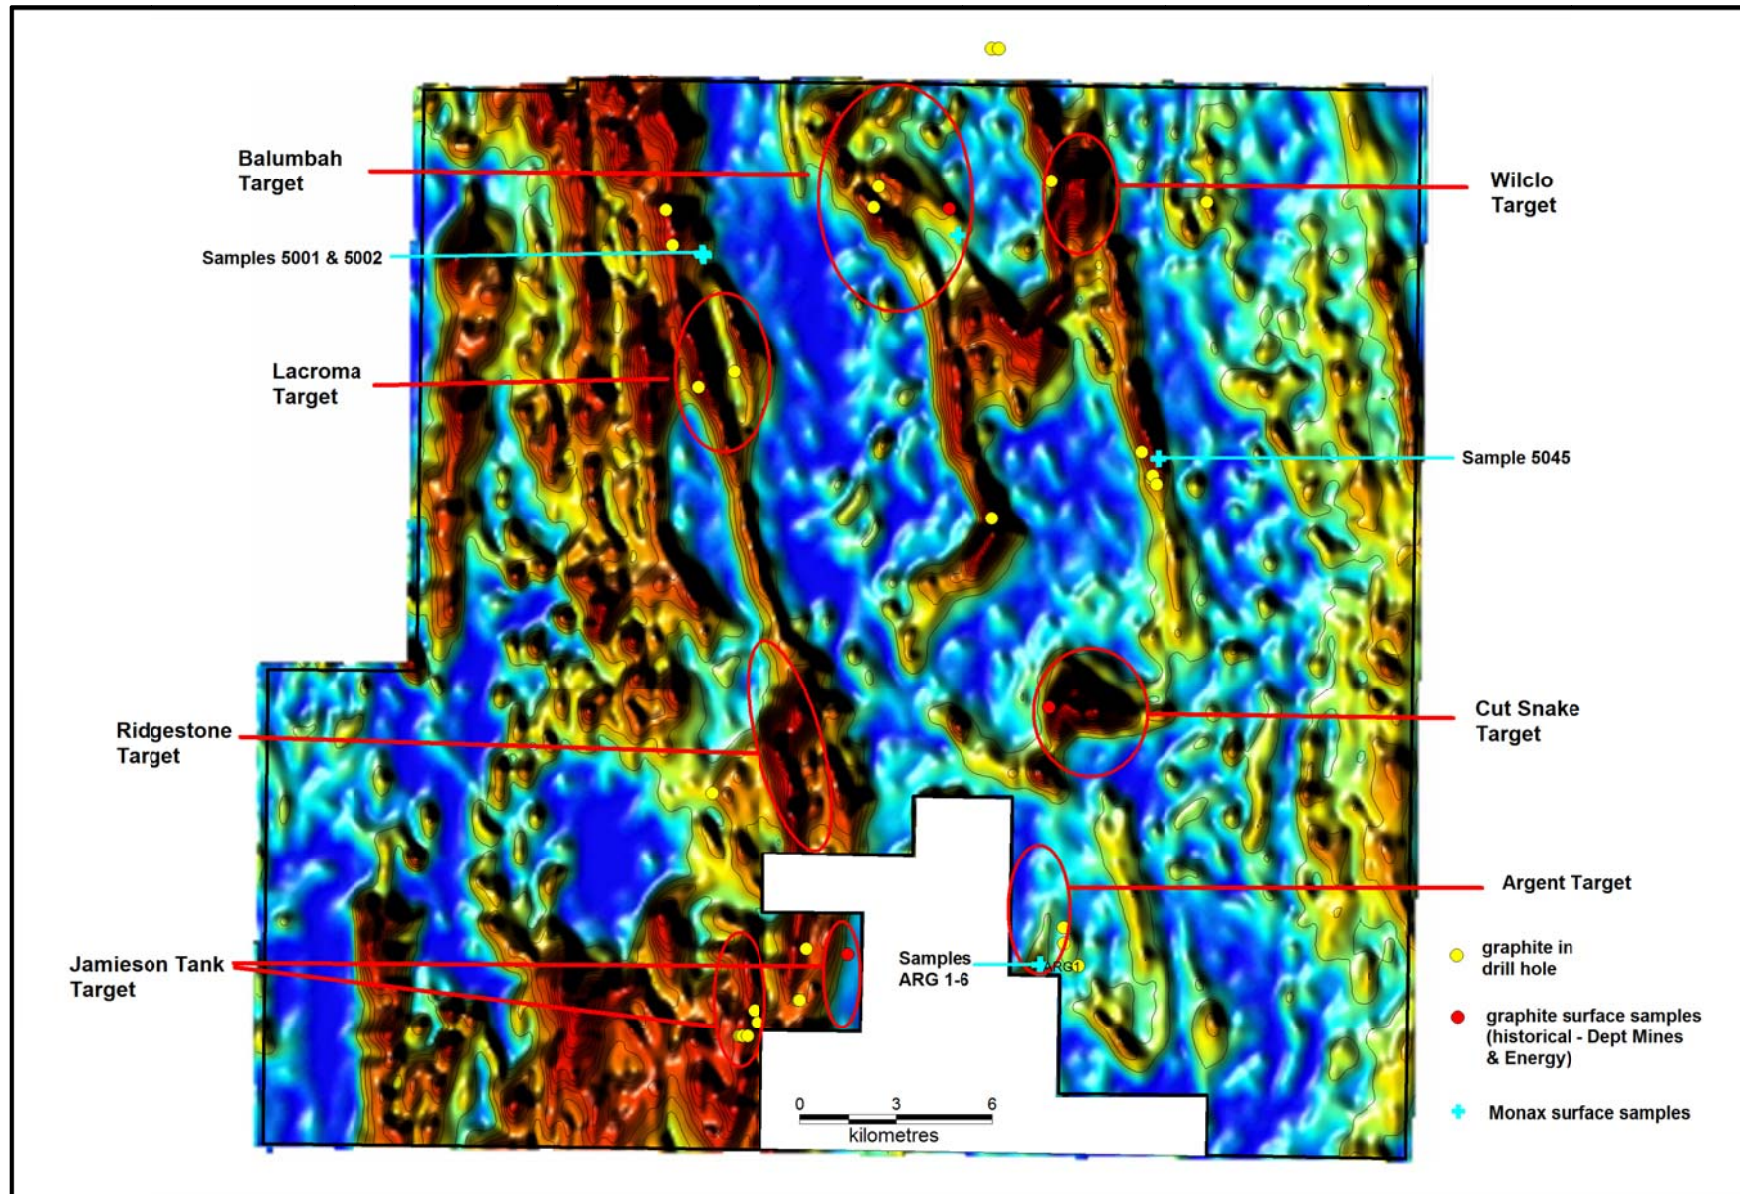 Balumbah
Target
Wilclo
Target
Samples 5001 & 5002
Lacroma
Target
Sample 5045
Ridgestone
Target
Cut Snake
Target
Argent Target
Jamieson Tank
Target
Samples
ARG 1-6
ARG1
graphite in
drill hole
graphite surface samples
(historical - Dept Mines
& Energy)
Monax surface samples
0 3 6
kilometres